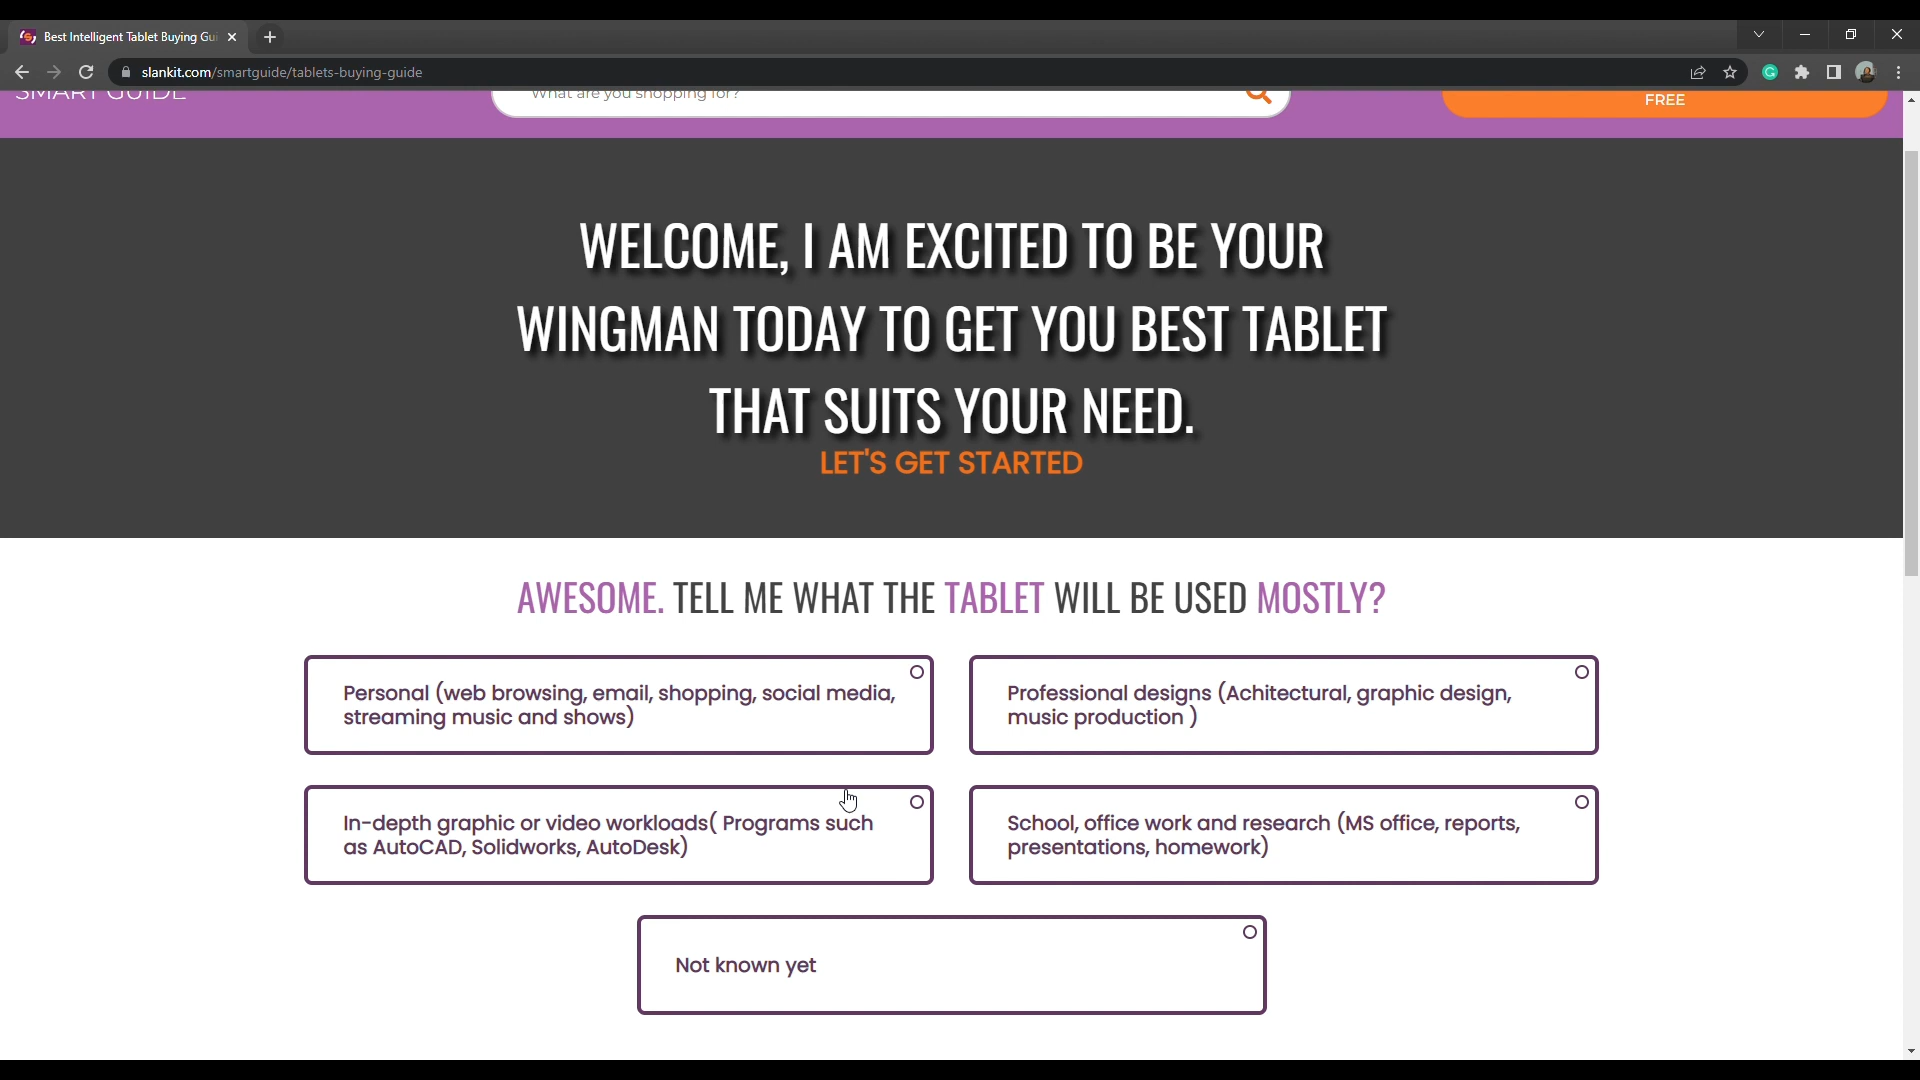 Best Intelligent Tablet Buying Gui
slankit.com/smartguide/tablets-buying-guide
SMART GUIDE
What are you shopping for?
FREE
WELCOME, I AM EXCITED TO BE YOUR
WINGMAN TODAY TO GET YOU BEST TABLET
THAT SUITS YOUR NEED.
LET'S GET STARTED
AWESOME. TELL ME WHAT THE TABLET WILL BE USED MOSTLY?
Personal (web browsing, email, shopping, social media,
streaming music and shows)
Professional designs (Achitectural, graphic design,
music production )
In-depth graphic or video workloads( Programs such
as AutoCAD, Solidworks, AutoDesk)
School, office work and research (MS office, reports,
presentations, homework)
Not known yet